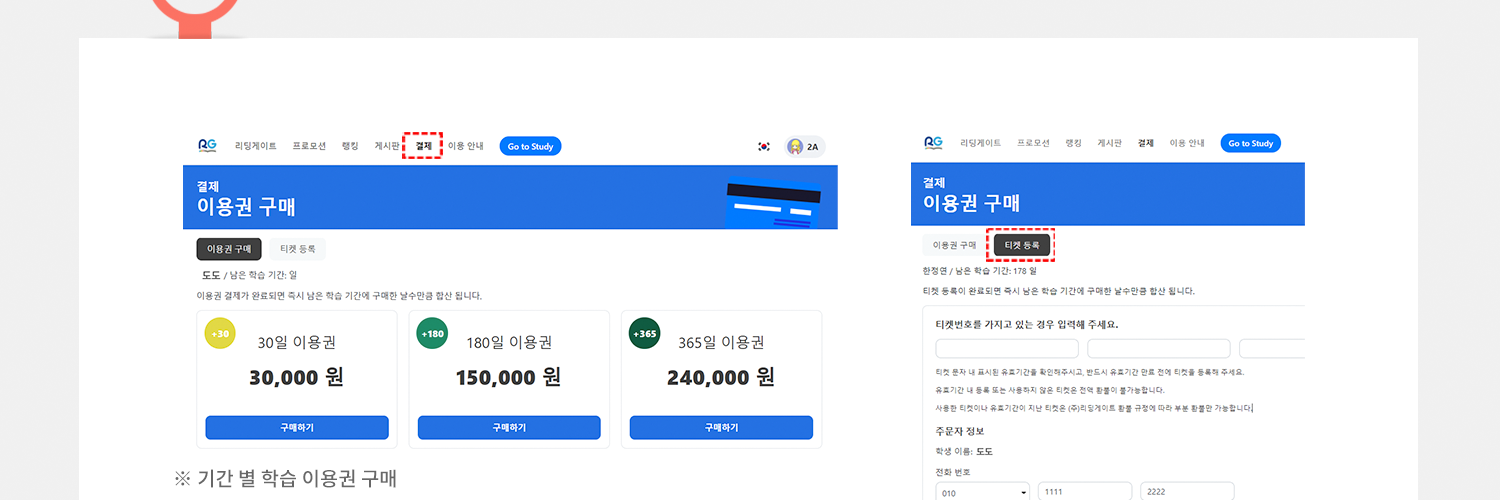 RG 리딩게이트 프로모션 랭킹 게시판 결제 이용 안내 Go to Study 2A
결제
이용권 구매
이용권 구매 티켓 등록
도도 / 남은 학습 기간: 일
이용권 결제가 완료되면 즉시 남은 학습 기간에 구매한 날수만큼 합산 됩니다.
+30 30일 이용권
30,000 원
구매하기
+180 180일 이용권
150,000 원
구매하기
+365 365일 이용권
240,000 원
구매하기
※ 기간 별 학습 이용권 구매
RG 리딩게이트 프로모션 랭킹 게시판 결제 이용 안내 Go to Study
결제
이용권 구매
이용권 구매 티켓 등록
한정연 / 남은 학습 기간: 178 일
티켓 등록이 완료되면 즉시 남은 학습 기간에 구매한 날수만큼 합산 됩니다.
티켓번호를 가지고 있는 경우 입력해 주세요.
티켓 문자 내 표시된 유효기간을 확인해주시고, 반드시 유효기간 만료 전에 티켓을 등록해 주세요.
유효기간 내 등록 또는 사용하지 않은 티켓은 전액 환불이 불가능합니다.
사용한 티켓이나 유효기간이 지난 티켓은 (주)리딩게이트 환불 규정에 따라 부분 환불만 가능합니다.
주문자 정보
학생 이름: 도도
전화 번호
010 1111 2222